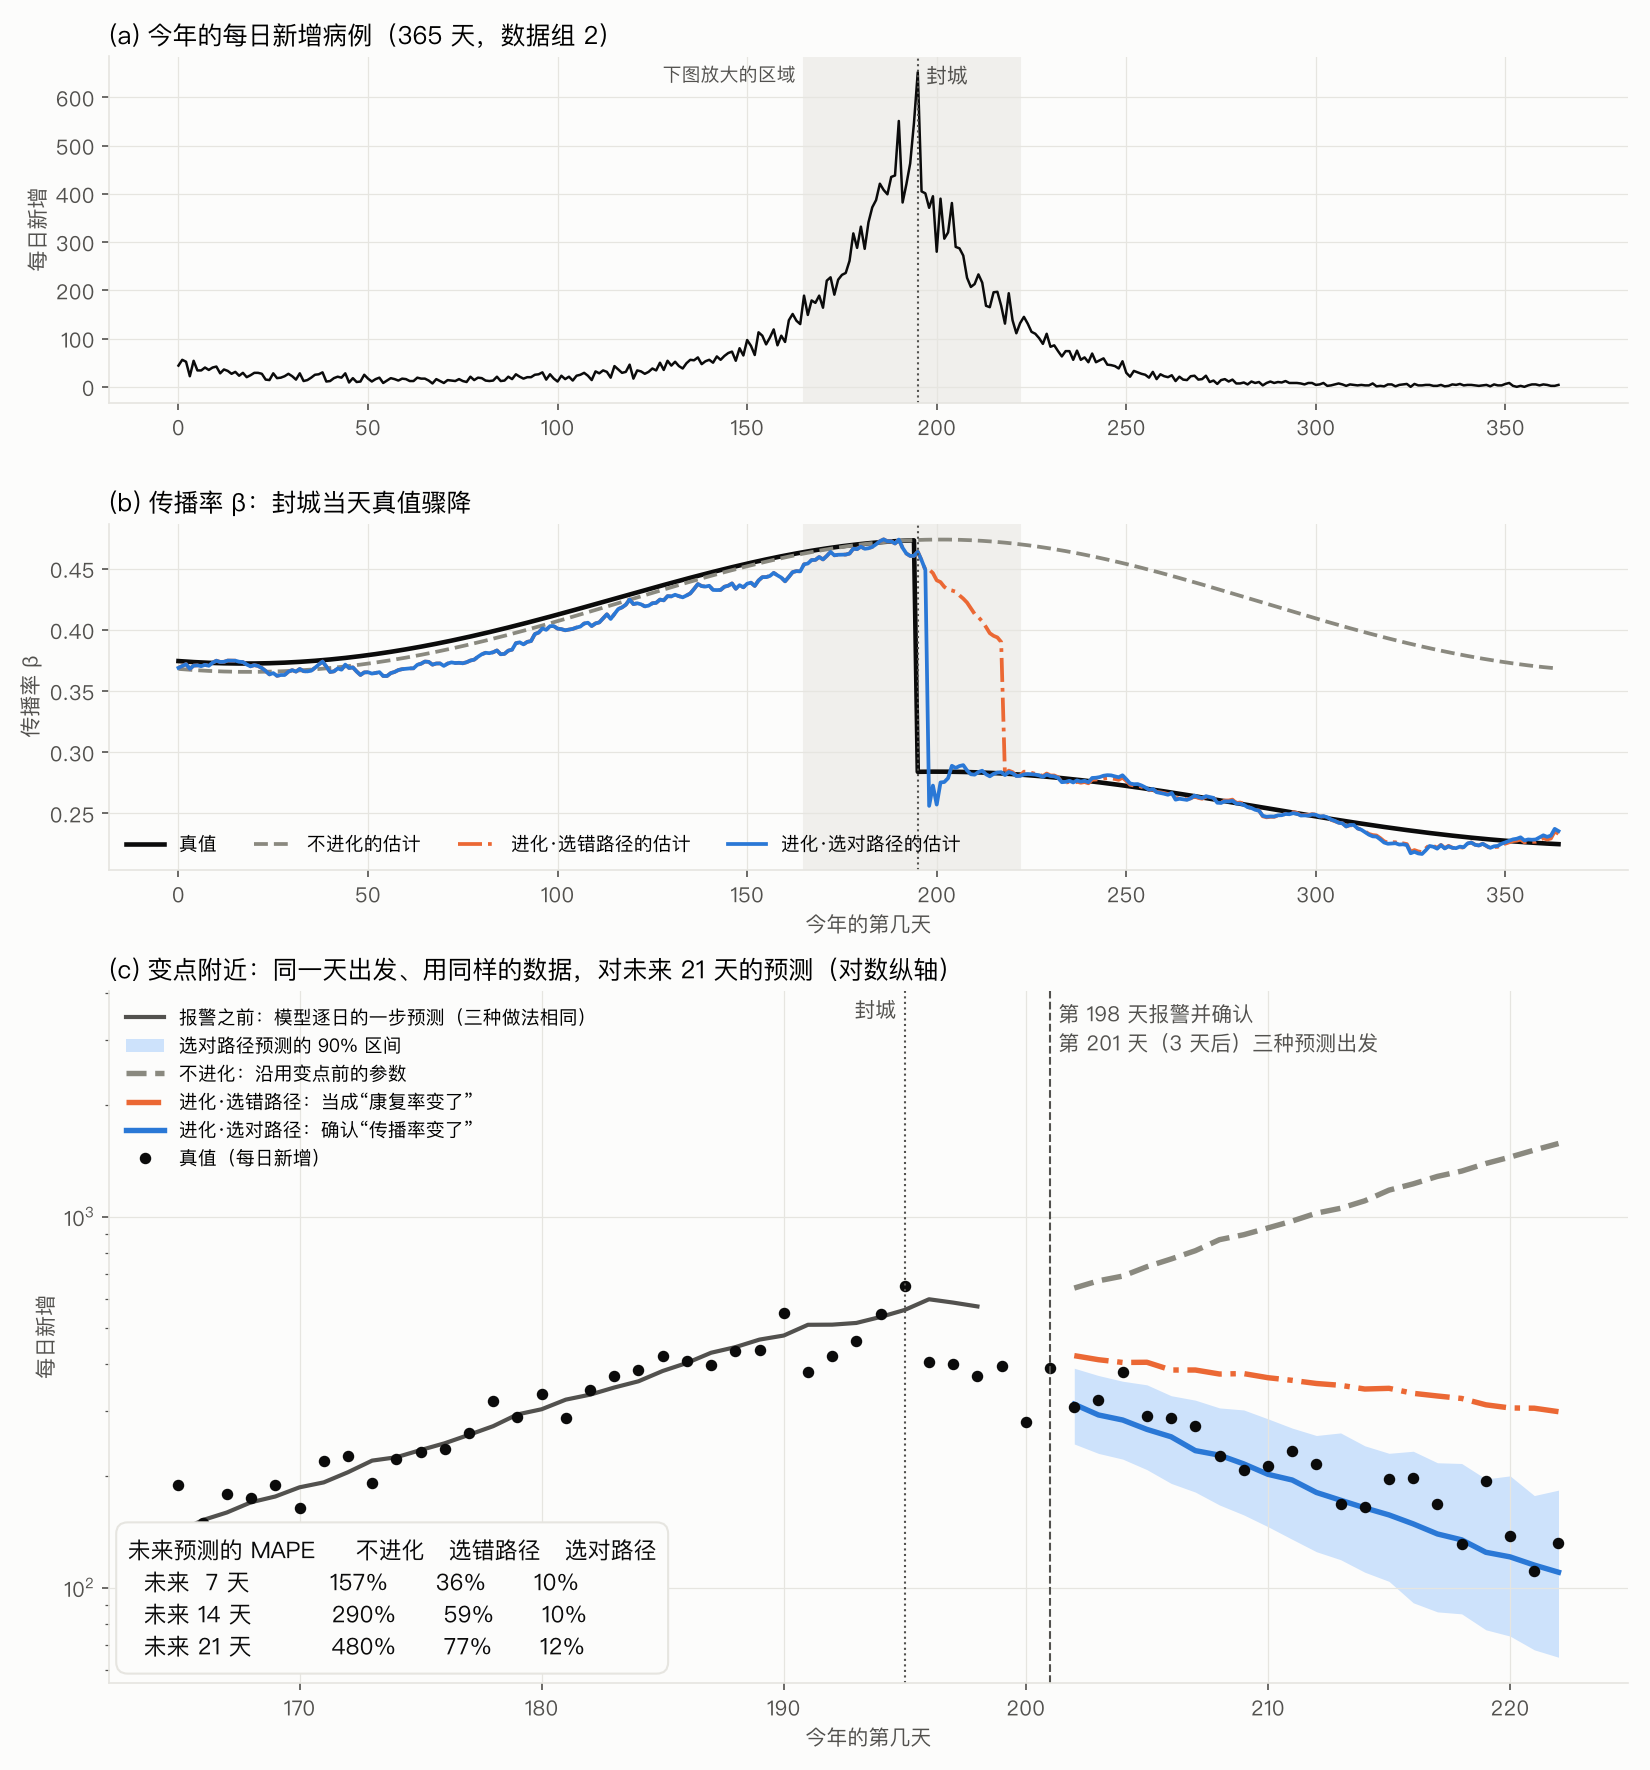 (a) 今年的每日新增病例（365 天，数据组 2）
下图放大的区域
封城
600
500
400
300
200
100
0
每日新增
0 50 100 150 200 250 300 350
(b) 传播率 β：封城当天真值骤降
0.45
0.40
0.35
0.30
0.25
传播率 β
真值 不进化的估计 进化·选错路径的估计 进化·选对路径的估计
0 50 100 150 200 250 300 350
今年的第几天
(c) 变点附近：同一天出发、用同样的数据，对未来 21 天的预测（对数纵轴）
报警之前：模型逐日的一步预测（三种做法相同）
选对路径预测的 90% 区间
不进化：沿用变点前的参数
进化·选错路径：当成“康复率变了”
进化·选对路径：确认“传播率变了”
真值（每日新增）
封城
第 198 天报警并确认
第 201 天（3 天后）三种预测出发
10³
10²
每日新增
未来预测的 MAPE 不进化 选错路径 选对路径
未来 7 天 157% 36% 10%
未来 14 天 290% 59% 10%
未来 21 天 480% 77% 12%
170 180 190 200 210 220
今年的第几天